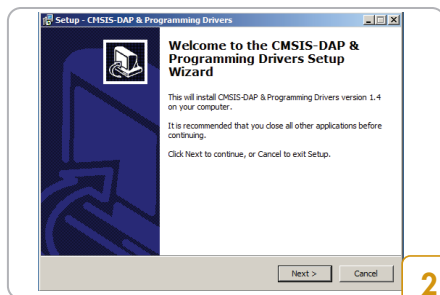 Setup - CMSIS-DAP & Programming Drivers
Welcome to the CMSIS-DAP &
Programming Drivers Setup
Wizard
This will install CMSIS-DAP & Programming Drivers version 1.4
on your computer.
It is recommended that you close all other applications before
continuing.
Click Next to continue, or Cancel to exit Setup.
Next >
Cancel
2